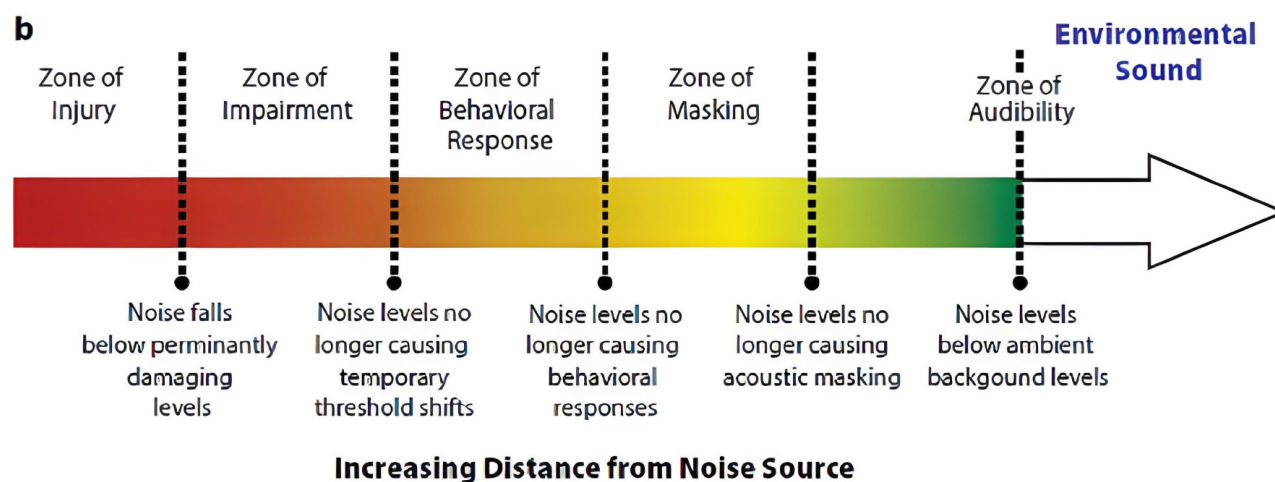 b
Zone of
Injury
Zone of
Impairment
Zone of
Behavioral
Response
Zone of
Masking
Zone of
Audibility
Environmental
Sound
Noise falls
below perminantly
damaging
levels
Noise levels no
longer causing
temporary
threshold shifts
Noise levels no
longer causing
behavioral
responses
Noise levels no
longer causing
acoustic masking
Noise levels
below ambient
backgound levels
Increasing Distance from Noise Source